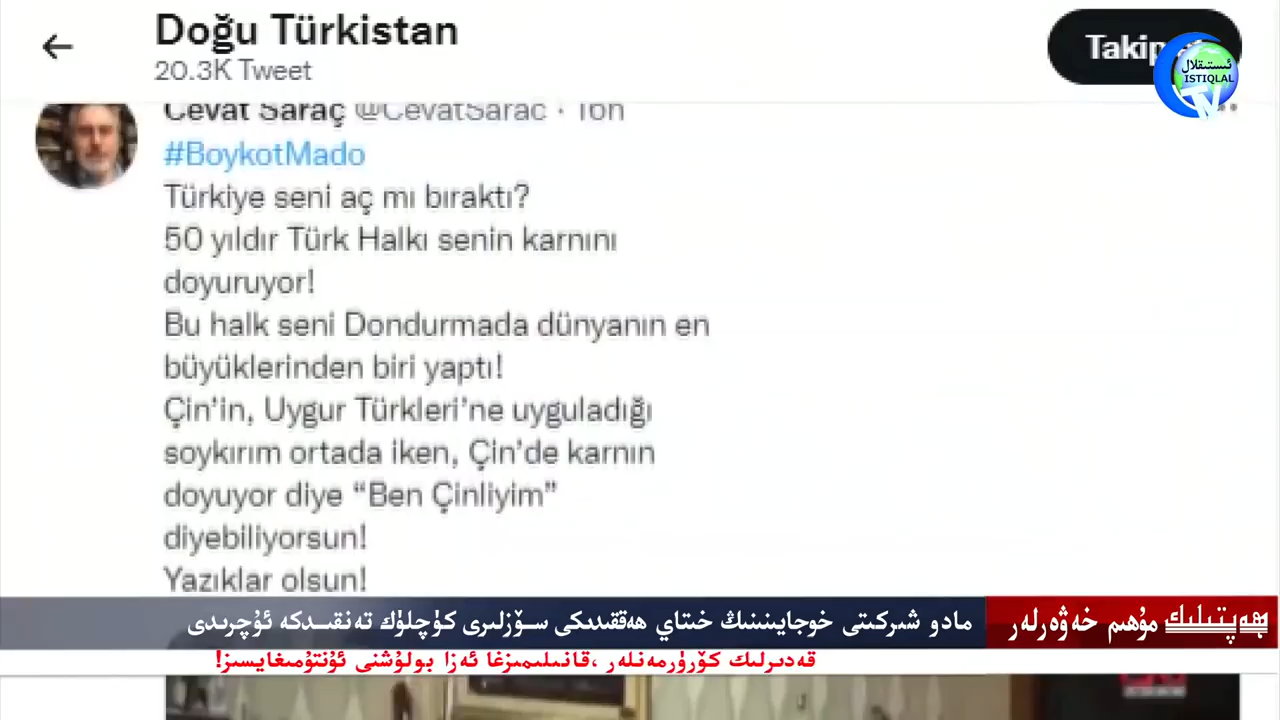 Doğu Türkistan
20.3K Tweet
ئىستىقلال
ISTIQLAL
TV
Cevat Saraç @CevatSarac · 16h
#BoykotMado
Türkiye seni aç mı bıraktı?
50 yıldır Türk Halkı senin karnını
doyuruyor!
Bu halk seni Dondurmada dünyanın en
büyüklerinden biri yaptı!
Çin’in, Uygur Türkleri’ne uyguladığı
soykırım ortada iken, Çin’de karnın
doyuyor diye “Ben Çinliyim”
diyebiliyorsun!
Yazıklar olsun!
ھەپتىلىك مۇھىم خەۋەرلەر
مادو شىركىتى خوجايىنىنىڭ خىتاي ھەققىدىكى سۆزلىرى كۈچلۈك تەنقىدكە ئۇچرىدى
قەدىرلىك كۆرۈرمەنلەر ،قانىلىمىزغا ئەزا بولۇشنى ئۇنتۇمىغايسىز!